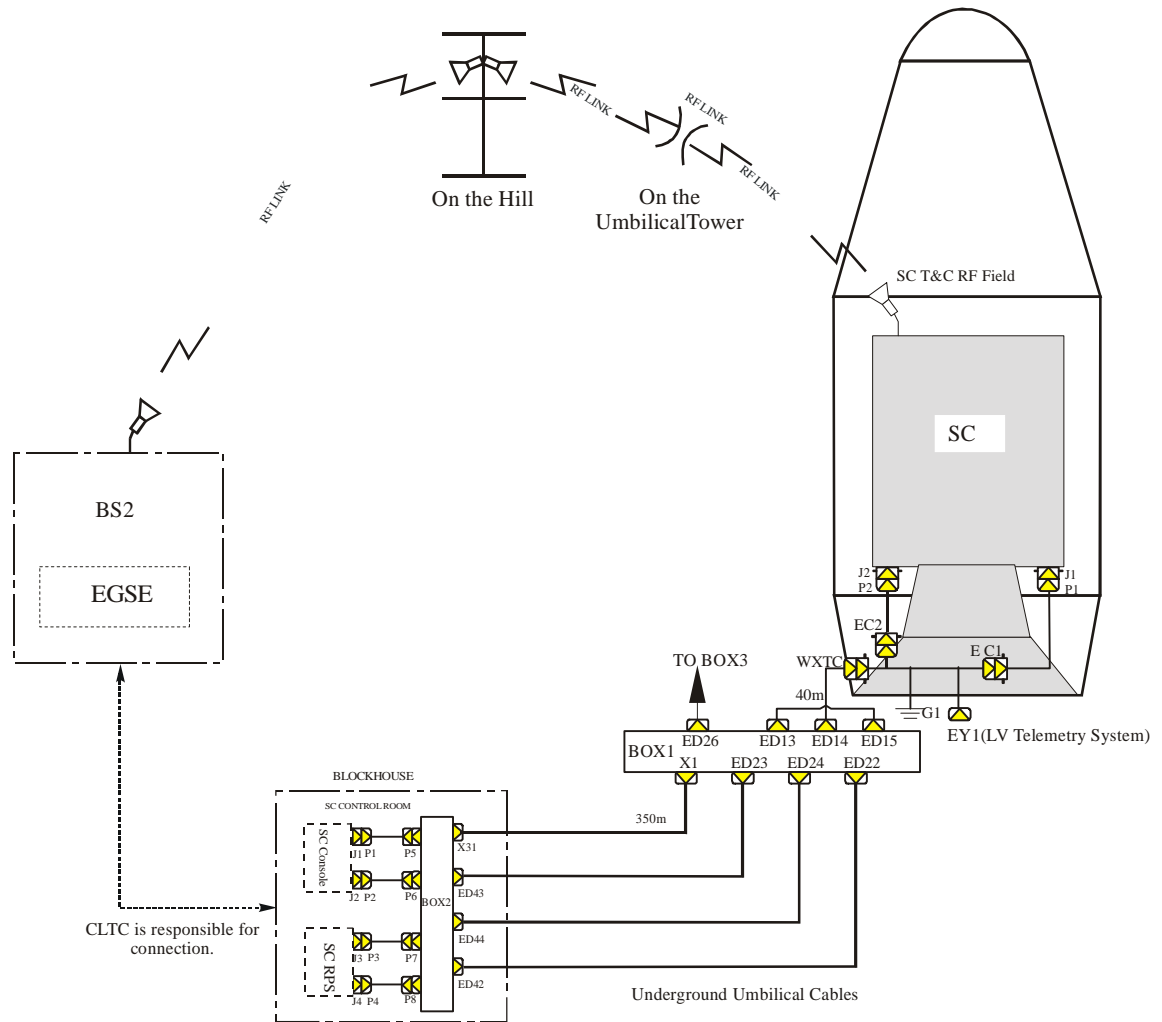 RF LINK
RF LINK
RF LINK
RF LINK
On the Hill
On the
UmbilicalTower
SC T&C RF Field
SC
BS2
EGSE
J2
P2
J1
P1
EC2
E C1
WXTC
G1
EY1(LV Telemetry System)
TO BOX3
40m
ED26
ED13
ED14
ED15
BOX1
X1
ED23
ED24
ED22
350m
BLOCKHOUSE
SC CONTROL ROOM
SC Console
J1 P1
P5
X31
J2 P2
P6
ED43
BOX2
SC RPS
J3 P3
P7
ED44
J4 P4
P8
ED42
CLTC is responsible for
connection.
Underground Umbilical Cables